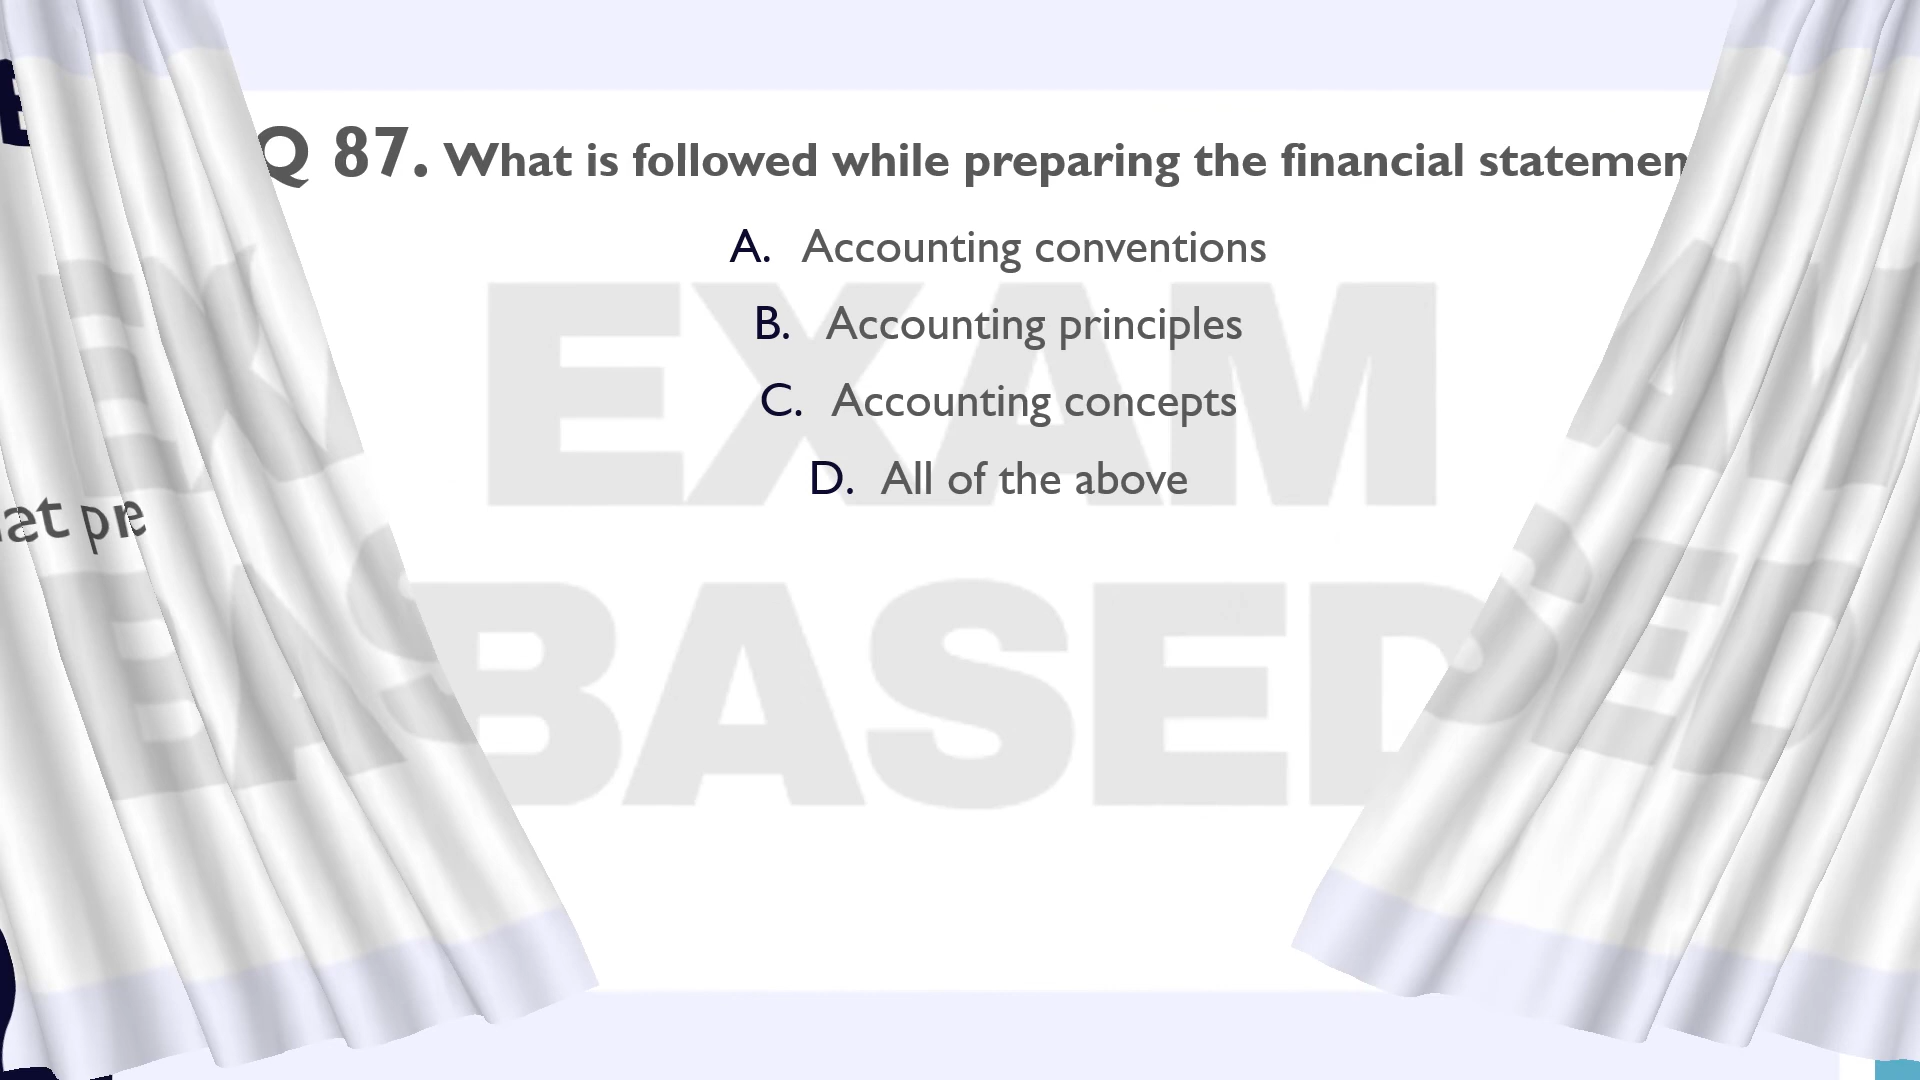 Q 87. What is followed while preparing the financial statemen
A. Accounting conventions
B. Accounting principles
C. Accounting concepts
D. All of the above
EXAM
BASED